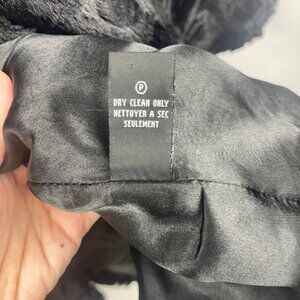 P
DRY CLEAN ONLY
NETTOYER A SEC
SEULEMENT